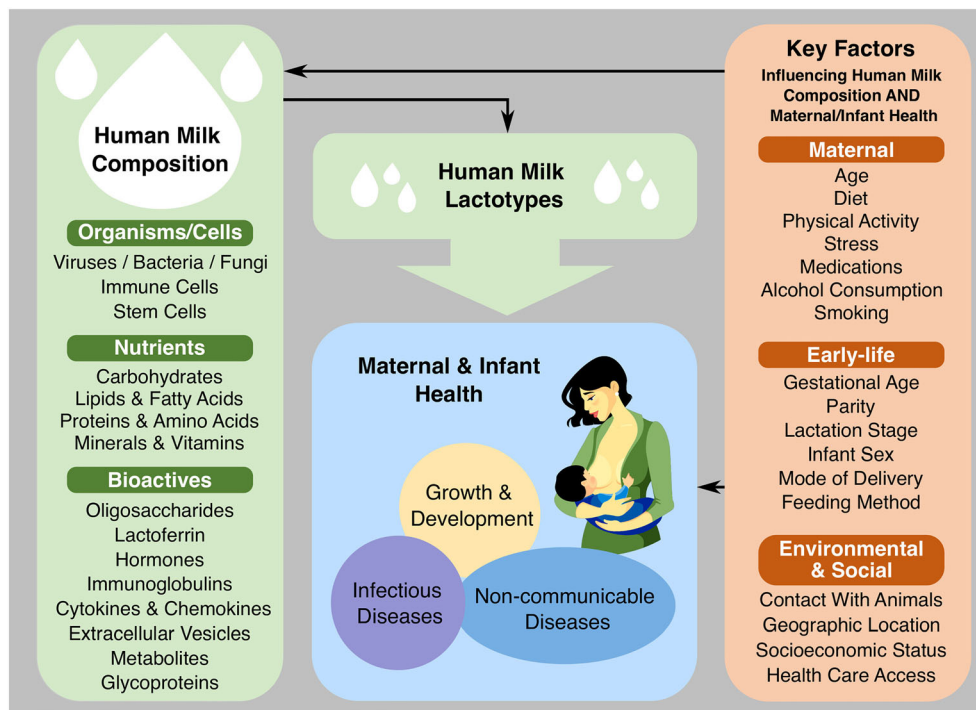 Human Milk
Composition
Organisms/Cells
Viruses / Bacteria / Fungi
Immune Cells
Stem Cells
Nutrients
Carbohydrates
Lipids & Fatty Acids
Proteins & Amino Acids
Minerals & Vitamins
Bioactives
Oligosaccharides
Lactoferrin
Hormones
Immunoglobulins
Cytokines & Chemokines
Extracellular Vesicles
Metabolites
Glycoproteins
Human Milk
Lactotypes
Maternal & Infant
Health
Growth &
Development
Infectious
Diseases
Non-communicable
Diseases
Key Factors
Influencing Human Milk
Composition AND
Maternal/Infant Health
Maternal
Age
Diet
Physical Activity
Stress
Medications
Alcohol Consumption
Smoking
Early-life
Gestational Age
Parity
Lactation Stage
Infant Sex
Mode of Delivery
Feeding Method
Environmental
& Social
Contact With Animals
Geographic Location
Socioeconomic Status
Health Care Access